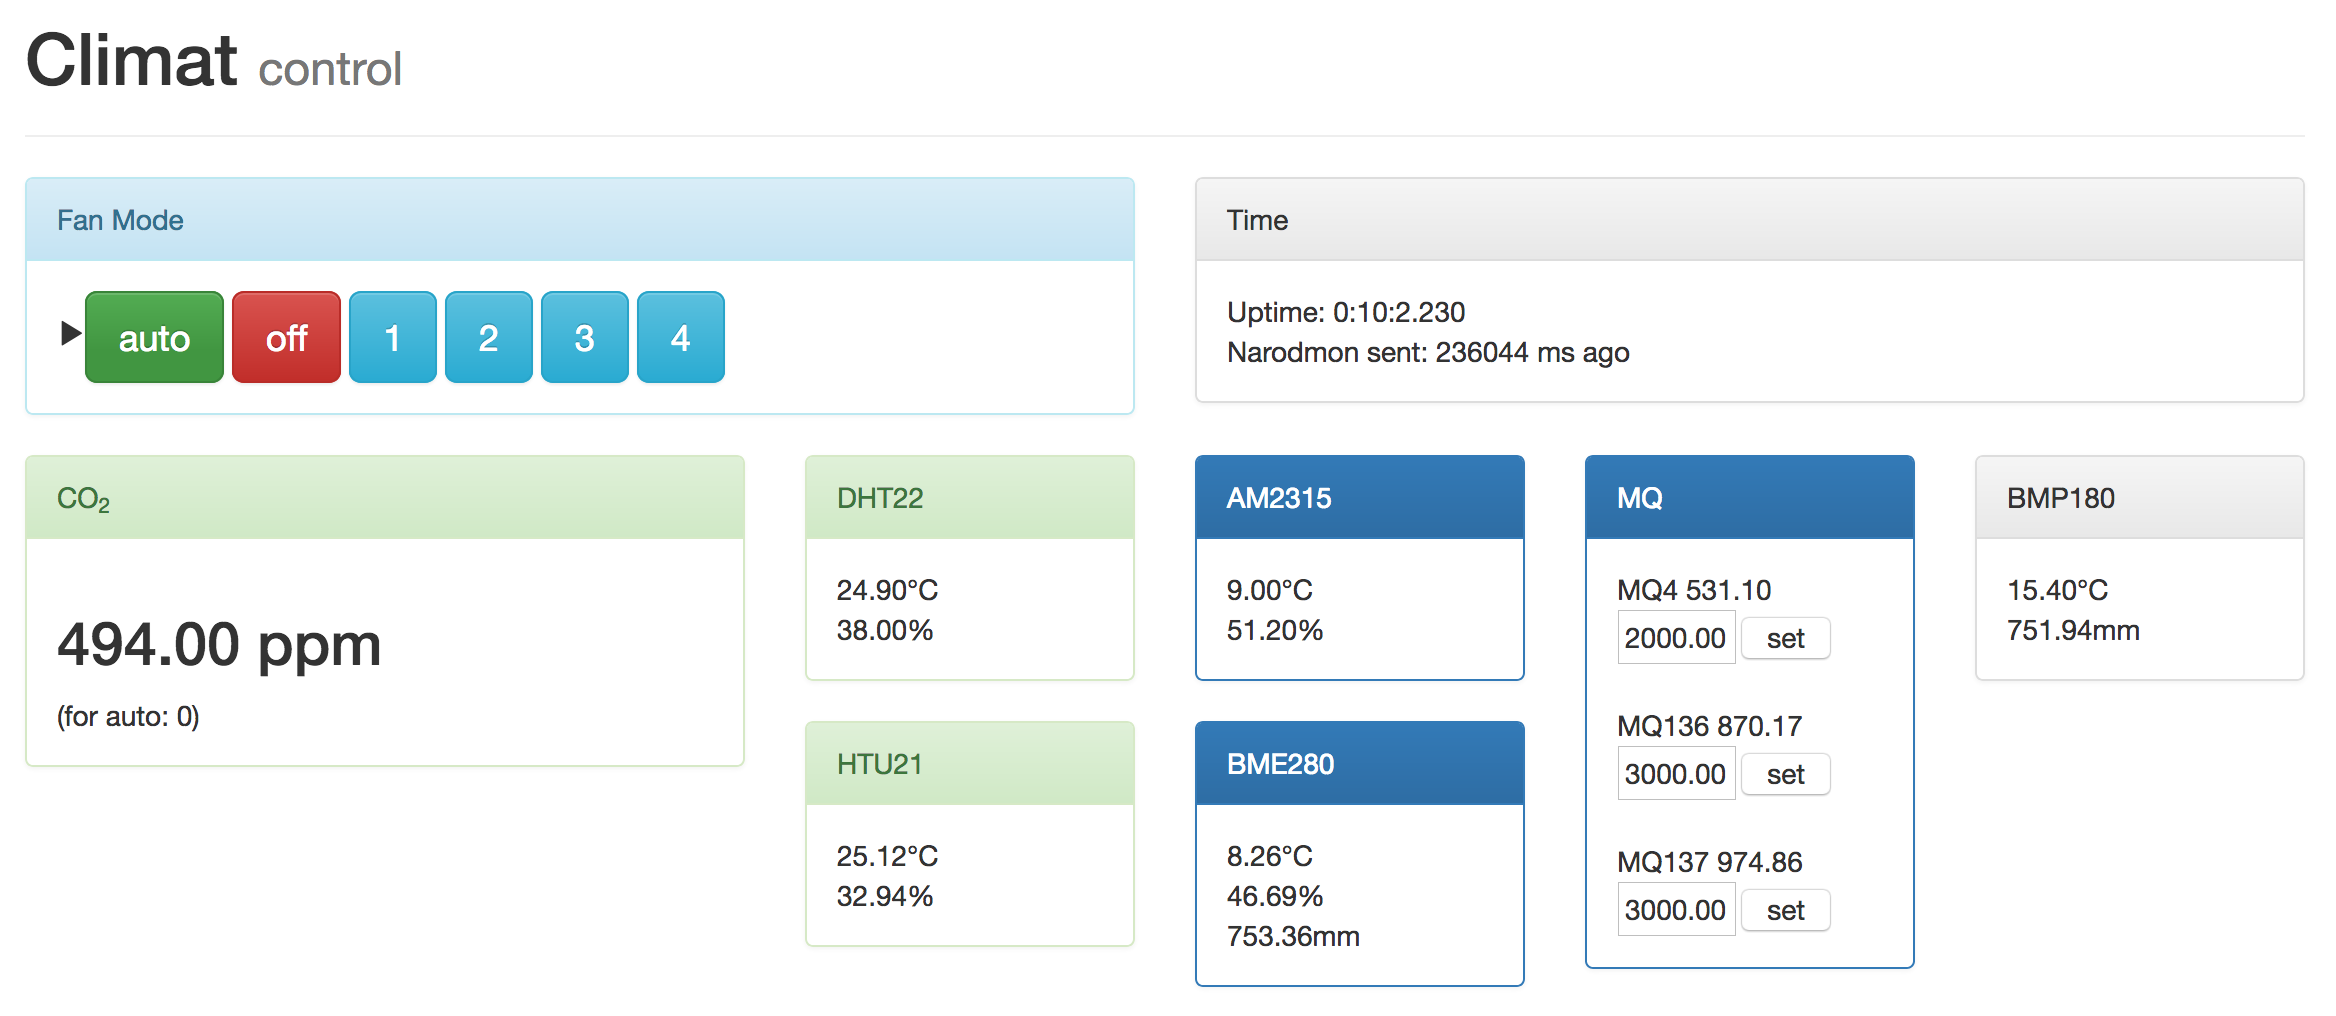 Climat control
Fan Mode
auto off 1 2 3 4
Time
Uptime: 0:10:2.230
Narodmon sent: 236044 ms ago
CO₂
494.00 ppm
(for auto: 0)
DHT22
24.90°C
38.00%
HTU21
25.12°C
32.94%
AM2315
9.00°C
51.20%
BME280
8.26°C
46.69%
753.36mm
MQ
MQ4 531.10
2000.00 set
MQ136 870.17
3000.00 set
MQ137 974.86
3000.00 set
BMP180
15.40°C
751.94mm